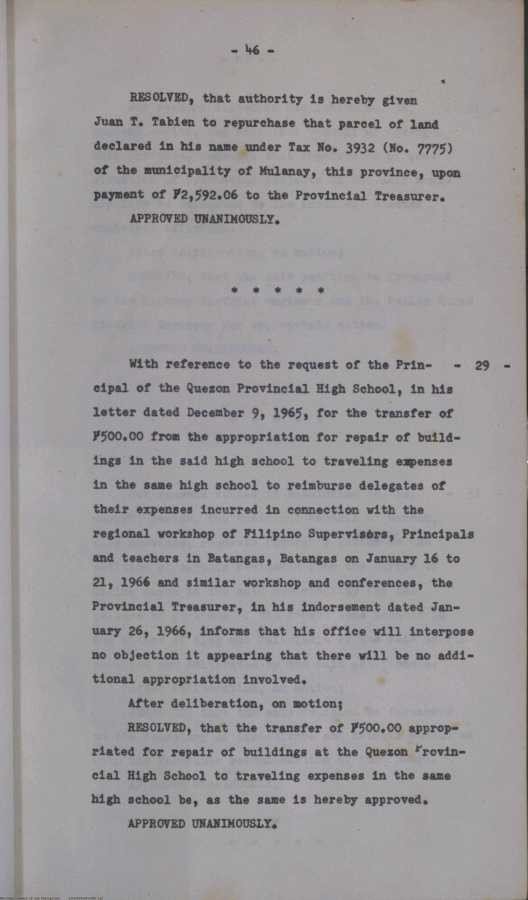 - 46 -
RESOLVED, that authority is hereby given
Juan T. Tabien to repurchase that parcel of land
declared in his name under Tax No. 3932 (No. 7775)
of the municipality of Mulanay, this province, upon
payment of ₱2,592.06 to the Provincial Treasurer.
APPROVED UNANIMOUSLY.
* * * * *
With reference to the request of the Prin- - 29 -
cipal of the Quezon Provincial High School, in his
letter dated December 9, 1965, for the transfer of
₱500.00 from the appropriation for repair of build-
ings in the said high school to traveling expenses
in the same high school to reimburse delegates of
their expenses incurred in connection with the
regional workshop of Filipino Supervisors, Principals
and teachers in Batangas, Batangas on January 16 to
21, 1966 and similar workshop and conferences, the
Provincial Treasurer, in his indorsement dated Jan-
uary 26, 1966, informs that his office will interpose
no objection it appearing that there will be no addi-
tional appropriation involved.
After deliberation, on motion;
RESOLVED, that the transfer of ₱500.00 approp-
riated for repair of buildings at the Quezon Provin-
cial High School to traveling expenses in the same
high school be, as the same is hereby approved.
APPROVED UNANIMOUSLY.